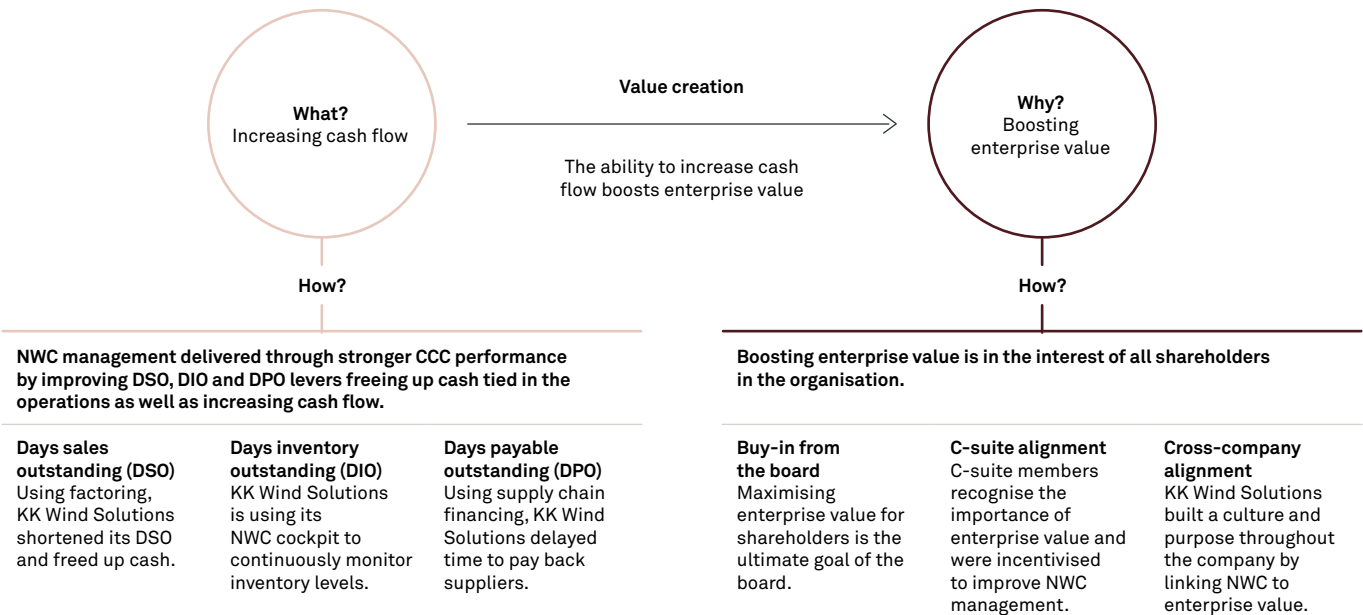 What?
Increasing cash flow
Value creation
The ability to increase cash
flow boosts enterprise value
Why?
Boosting
enterprise value
How?
NWC management delivered through stronger CCC performance
by improving DSO, DIO and DPO levers freeing up cash tied in the
operations as well as increasing cash flow.
Days sales
outstanding (DSO)
Using factoring,
KK Wind Solutions
shortened its DSO
and freed up cash.
Days inventory
outstanding (DIO)
KK Wind Solutions
is using its
NWC cockpit to
continuously monitor
inventory levels.
Days payable
outstanding (DPO)
Using supply chain
financing, KK Wind
Solutions delayed
time to pay back
suppliers.
How?
Boosting enterprise value is in the interest of all shareholders
in the organisation.
Buy-in from
the board
Maximising
enterprise value for
shareholders is the
ultimate goal of the
board.
C-suite alignment
C-suite members
recognise the
importance of
enterprise value and
were incentivised
to improve NWC
management.
Cross-company
alignment
KK Wind Solutions
built a culture and
purpose throughout
the company by
linking NWC to
enterprise value.